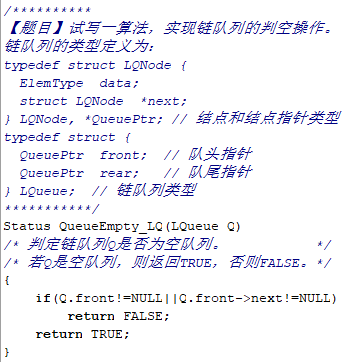 /**********
【题目】试写一算法，实现链队列的判空操作。
链队列的类型定义为：
typedef struct LQNode {
  ElemType  data;
  struct LQNode  *next;
} LQNode, *QueuePtr; // 结点和结点指针类型
typedef struct {
  QueuePtr  front;  // 队头指针
  QueuePtr  rear;   // 队尾指针
} LQueue;  // 链队列类型
***********/
Status QueueEmpty_LQ(LQueue Q)
/* 判定链队列Q是否为空队列。           */
/* 若Q是空队列，则返回TRUE，否则FALSE。*/
{
    if(Q.front!=NULL||Q.front->next!=NULL)
        return FALSE;
    return TRUE;
}